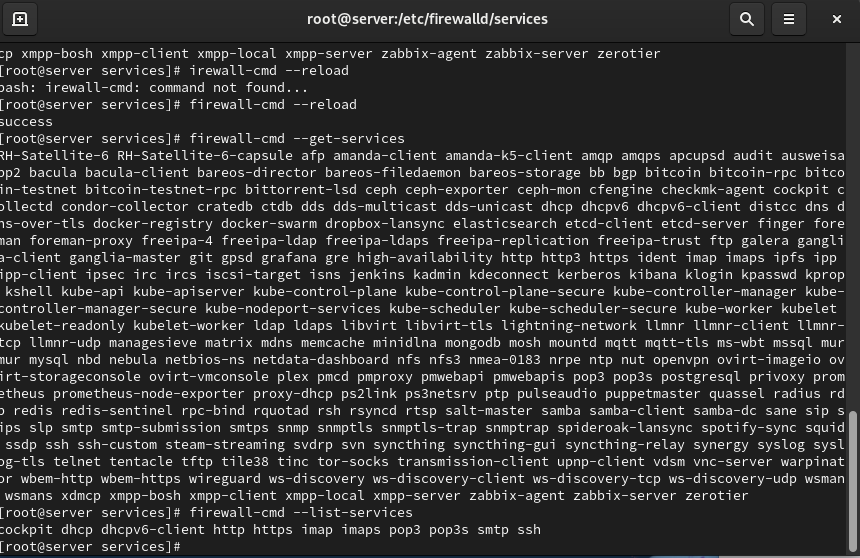 root@server:/etc/firewalld/services
cp xmpp-bosh xmpp-client xmpp-local xmpp-server zabbix-agent zabbix-server zerotier
[root@server services]# irewall-cmd --reload
bash: irewall-cmd: command not found...
[root@server services]# firewall-cmd --reload
success
[root@server services]# firewall-cmd --get-services
RH-Satellite-6 RH-Satellite-6-capsule afp amanda-client amanda-k5-client amqp amqps apcupsd audit ausweisa
pp2 bacula bacula-client bareos-director bareos-filedaemon bareos-storage bb bgp bitcoin bitcoin-rpc bitco
in-testnet bitcoin-testnet-rpc bittorrent-lsd ceph ceph-exporter ceph-mon cfengine checkmk-agent cockpit c
ollectd condor-collector cratedb ctdb dds dds-multicast dds-unicast dhcp dhcpv6 dhcpv6-client distcc dns d
ns-over-tls docker-registry docker-swarm dropbox-lansync elasticsearch etcd-client etcd-server finger fore
man foreman-proxy freeipa-4 freeipa-ldap freeipa-ldaps freeipa-replication freeipa-trust ftp galera gangli
a-client ganglia-master git gpsd grafana gre high-availability http http3 https ident imap imaps ipfs ipp
ipp-client ipsec irc ircs iscsi-target isns jenkins kadmin kdeconnect kerberos kibana klogin kpasswd kprop
kshell kube-api kube-apiserver kube-control-plane kube-control-plane-secure kube-controller-manager kube-
controller-manager-secure kube-nodeport-services kube-scheduler kube-scheduler-secure kube-worker kubelet
kubelet-readonly kubelet-worker ldap ldaps libvirt libvirt-tls lightning-network llmnr llmnr-client llmnr-
tcp llmnr-udp managesieve matrix mdns memcache minidlna mongodb mosh mountd mqtt mqtt-tls ms-wbt mssql mur
mur mysql nbd nebula netbios-ns netdata-dashboard nfs nfs3 nmea-0183 nrpe ntp nut openvpn ovirt-imageio ov
irt-storageconsole ovirt-vmconsole plex pmcd pmproxy pmwebapi pmwebapis pop3 pop3s postgresql privoxy prom
etheus prometheus-node-exporter proxy-dhcp ps2link ps3netsrv ptp pulseaudio puppetmaster quassel radius rd
p redis redis-sentinel rpc-bind rquotad rsh rsyncd rtsp salt-master samba samba-client samba-dc sane sip s
ips slp smtp smtp-submission smtps snmp snmptls snmptls-trap snmptrap spideroak-lansync spotify-sync squid
ssdp ssh ssh-custom steam-streaming svdrp svn syncthing syncthing-gui syncthing-relay synergy syslog sysl
og-tls telnet tentacle tftp tile38 tinc tor-socks transmission-client upnp-client vdsm vnc-server warpinat
or wbem-http wbem-https wireguard ws-discovery ws-discovery-client ws-discovery-tcp ws-discovery-udp wsman
wsmans xdmcp xmpp-bosh xmpp-client xmpp-local xmpp-server zabbix-agent zabbix-server zerotier
[root@server services]# firewall-cmd --list-services
cockpit dhcp dhcpv6-client http https imap imaps pop3 pop3s smtp ssh
[root@server services]#